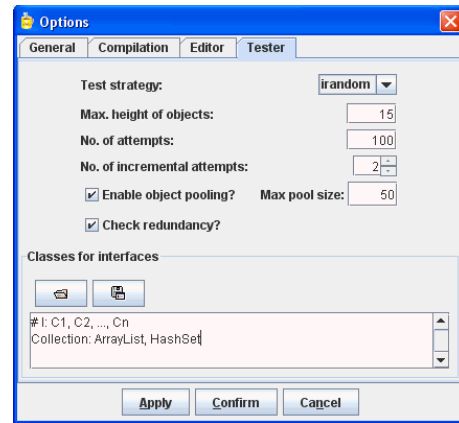 Options
General Compilation Editor Tester
Test strategy: irandom
Max. height of objects: 15
No. of attempts: 100
No. of incremental attempts: 2
Enable object pooling? Max pool size: 50
Check redundancy?
Classes for interfaces
# I: C1, C2, ..., Cn
Collection: ArrayList, HashSet
Apply Confirm Cancel